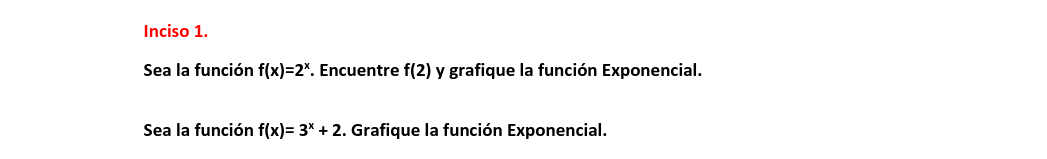 Inciso 1.
Sea la función f(x)=2ˣ. Encuentre f(2) y grafique la función Exponencial.
Sea la función f(x)= 3ˣ + 2. Grafique la función Exponencial.